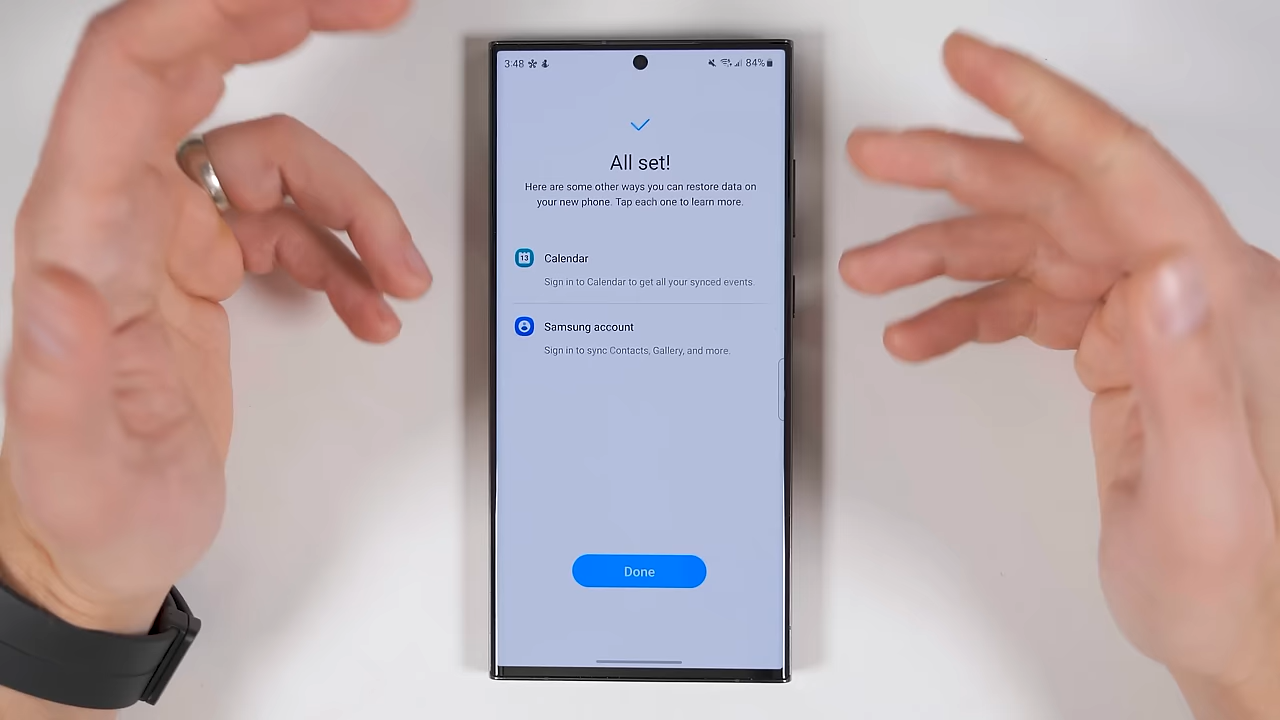 3:48 84%
All set!
Here are some other ways you can restore data on
your new phone. Tap each one to learn more.
13
Calendar
Sign in to Calendar to get all your synced events.
Samsung account
Sign in to sync Contacts, Gallery, and more.
Done